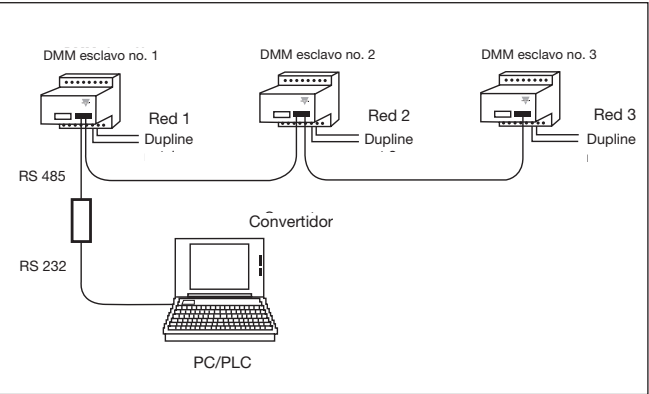 DMM esclavo no. 1
DMM esclavo no. 2
DMM esclavo no. 3
Red 1
Dupline
Red 2
Dupline
Red 3
Dupline
RS 485
Convertidor
RS 232
PC/PLC